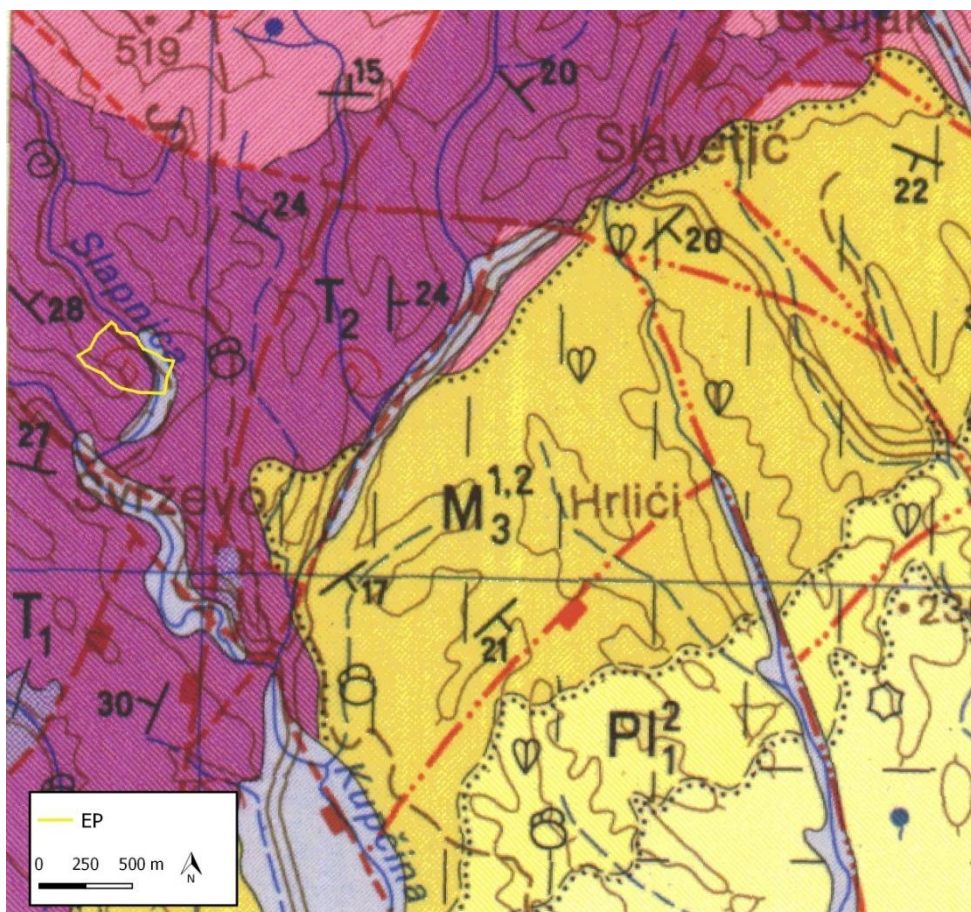 519
15
20
Goljak
Slavetić
22
24
20
Slapnica
T2
24
28
27
Svrževo
M3 1,2
Hrlići
17
T1
21
23
30
Pl1 2
Kupčina
EP
0 250 500 m
N